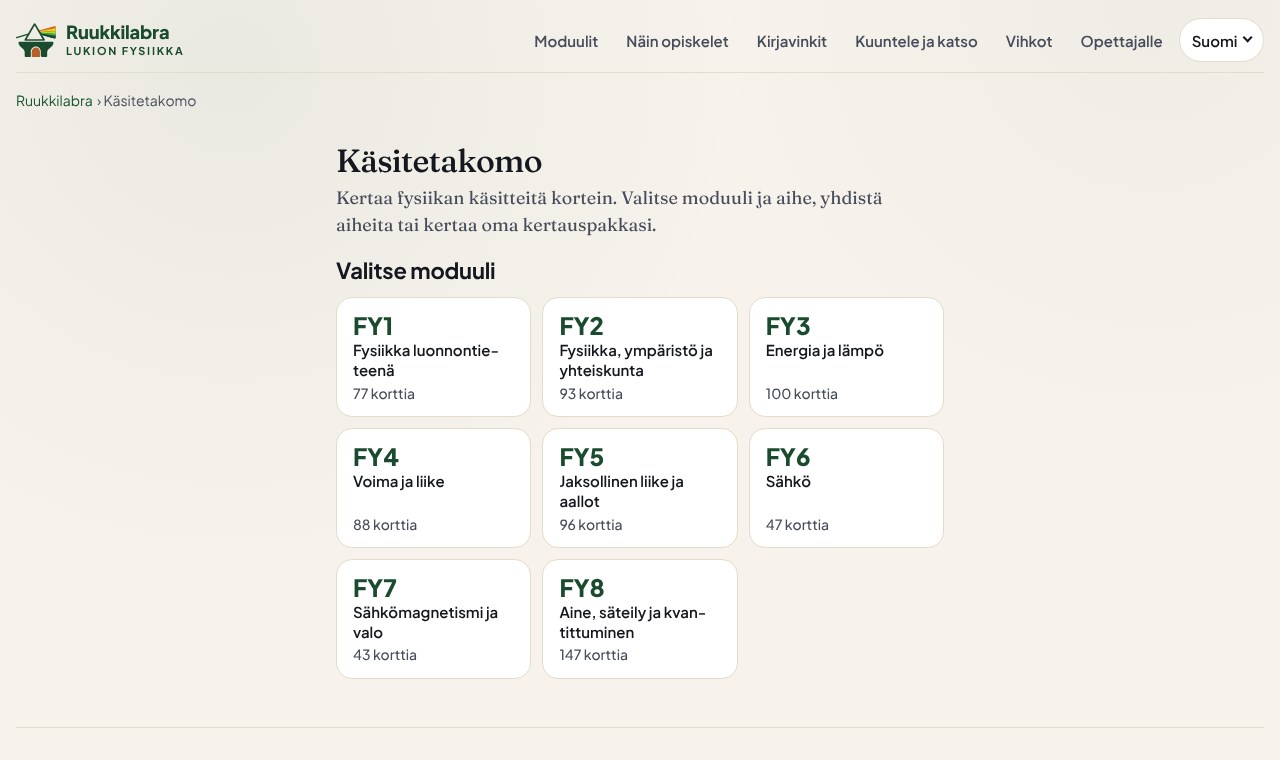 Ruukkilabra
LUKION FYSIIKKA
Moduulit
Näin opiskelet
Kirjavinkit
Kuuntele ja katso
Vihkot
Opettajalle
Suomi
Ruukkilabra › Käsitetakomo
Käsitetakomo
Kertaa fysiikan käsitteitä kortein. Valitse moduuli ja aihe, yhdistä
aiheita tai kertaa oma kertauspakkasi.
Valitse moduuli
FY1
Fysiikka luonnontie-
teenä
77 korttia
FY2
Fysiikka, ympäristö ja
yhteiskunta
93 korttia
FY3
Energia ja lämpö
100 korttia
FY4
Voima ja liike
88 korttia
FY5
Jaksollinen liike ja
aallot
96 korttia
FY6
Sähkö
47 korttia
FY7
Sähkömagnetismi ja
valo
43 korttia
FY8
Aine, säteily ja kvan-
tittuminen
147 korttia